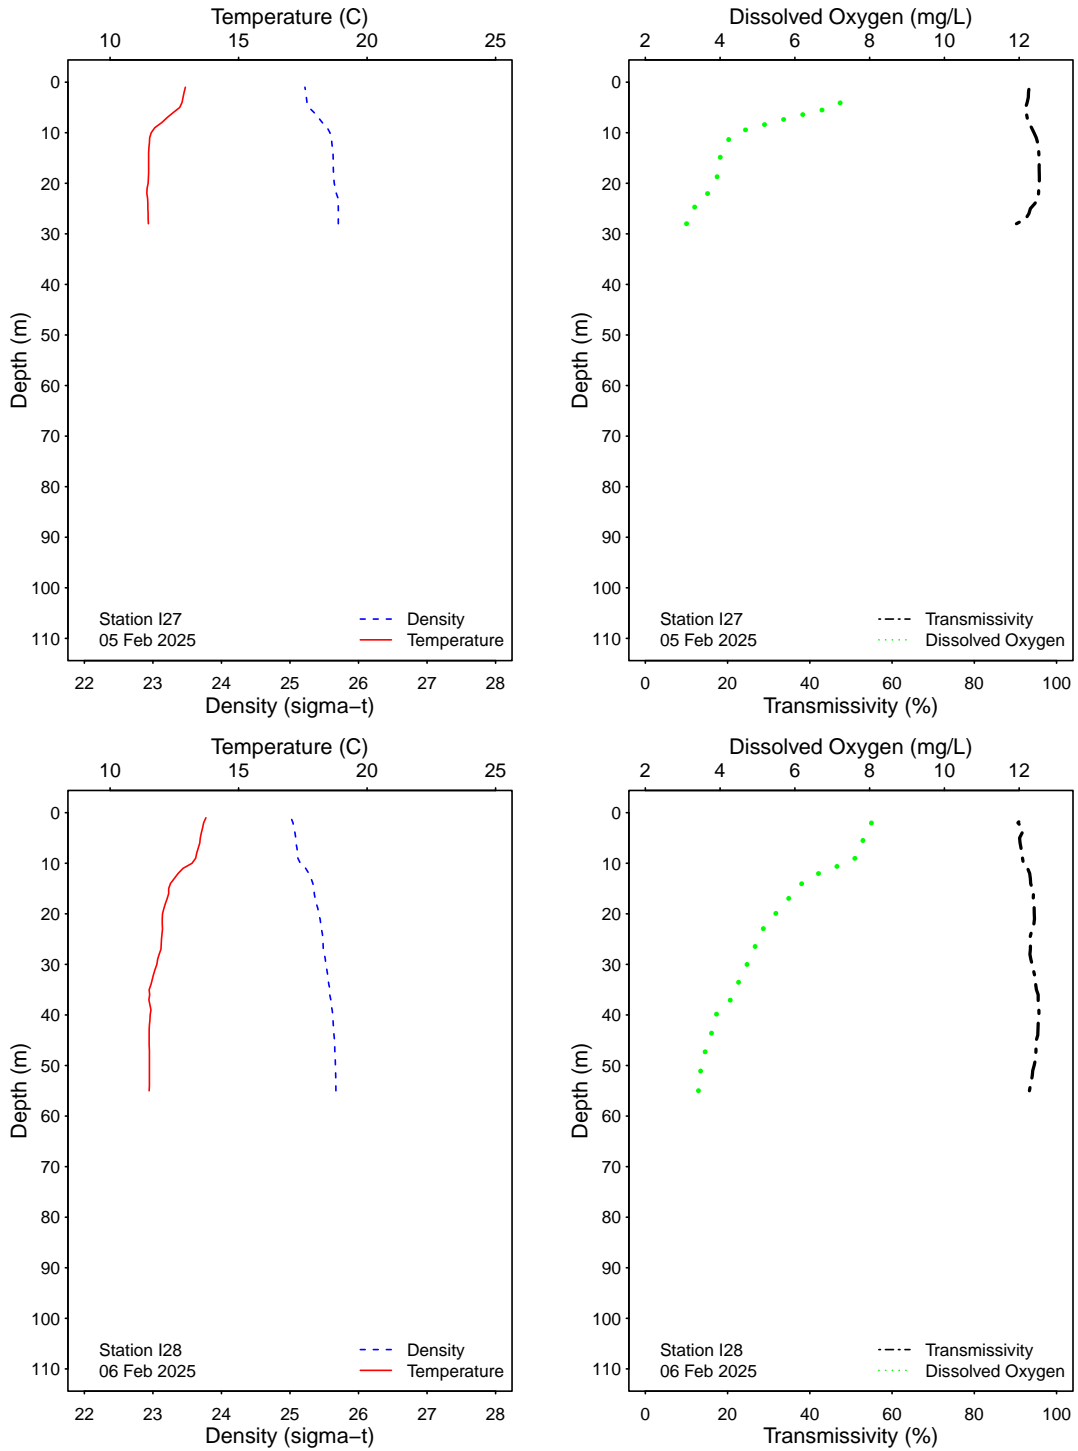 Temperature (C)
10 15 20 25
0
10
20
30
40
50
60
70
80
90
100
110
Depth (m)
Station I27
05 Feb 2025
Density
Temperature
22 23 24 25 26 27 28
Density (sigma−t)
Dissolved Oxygen (mg/L)
2 4 6 8 10 12
0
10
20
30
40
50
60
70
80
90
100
110
Depth (m)
Station I27
05 Feb 2025
Transmissivity
Dissolved Oxygen
0 20 40 60 80 100
Transmissivity (%)
Temperature (C)
10 15 20 25
0
10
20
30
40
50
60
70
80
90
100
110
Depth (m)
Station I28
06 Feb 2025
Density
Temperature
22 23 24 25 26 27 28
Density (sigma−t)
Dissolved Oxygen (mg/L)
2 4 6 8 10 12
0
10
20
30
40
50
60
70
80
90
100
110
Depth (m)
Station I28
06 Feb 2025
Transmissivity
Dissolved Oxygen
0 20 40 60 80 100
Transmissivity (%)